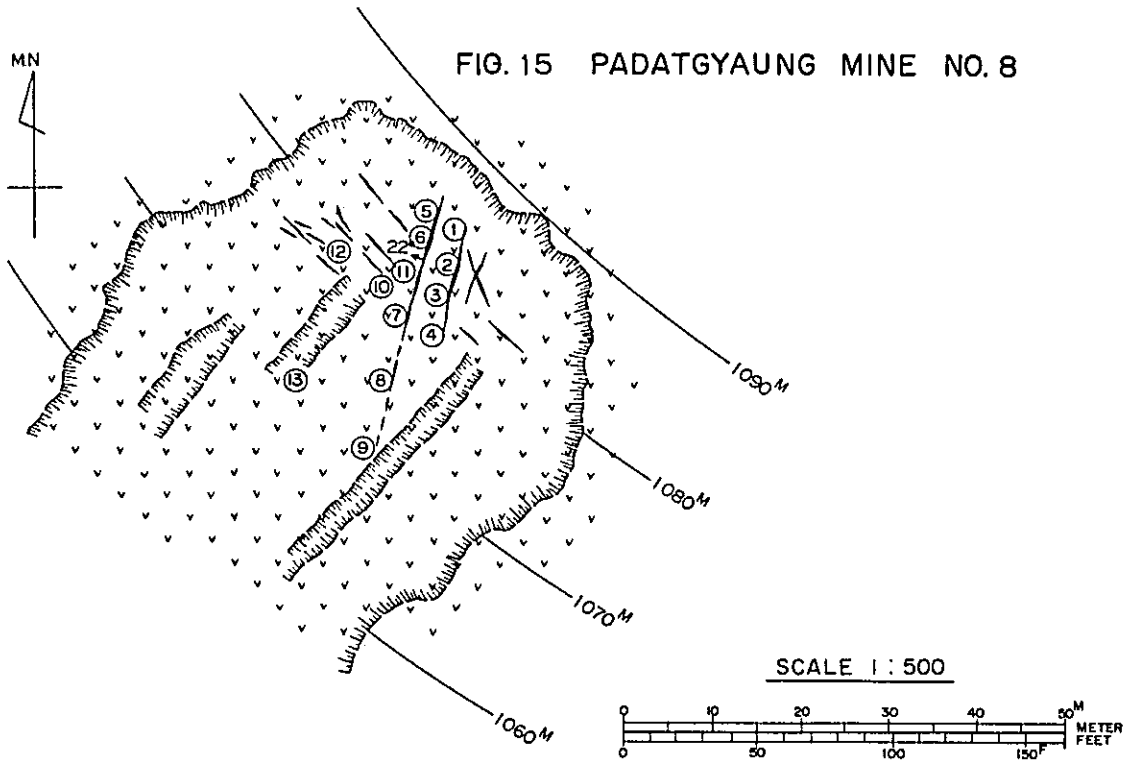 FIG. 15 PADATGYAUNG MINE NO. 8
MN
5
1
6
22
12
2
11
10
3
7
4
13
8
9
1090M
1080M
1070M
1060M
SCALE 1 : 500
0 10 20 30 40 50M
METER
FEET
0 50 100 150F